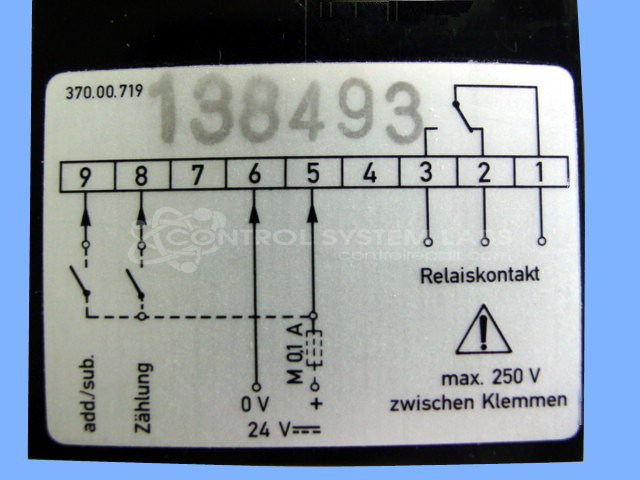 370.00.719
138493
9 8 7 6 5 4 3 2 1
CONTROL SYSTEM LABS
Relaiskontakt
add/sub.
Zählung
M 0,1 A
0 V +
24 V
max. 250 V
zwischen Klemmen